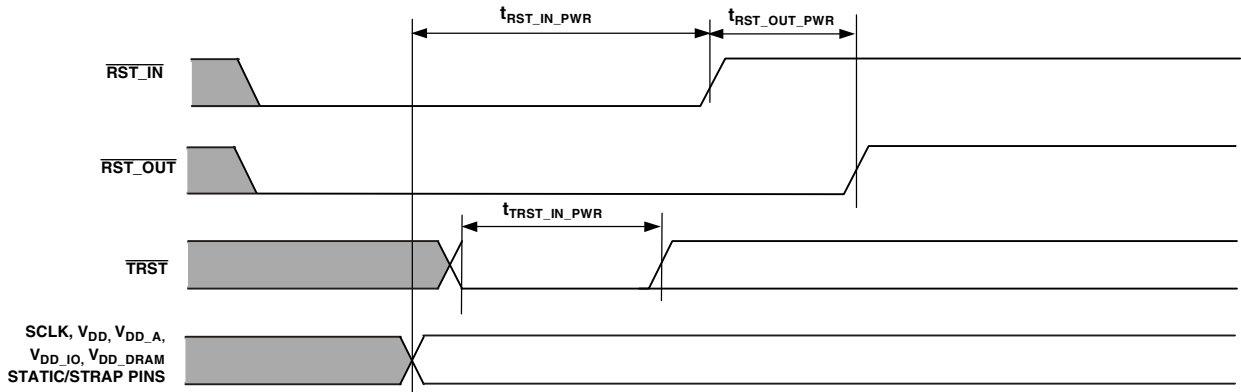 tRST_IN_PWR
tRST_OUT_PWR
RST_IN
RST_OUT
tTRST_IN_PWR
TRST
SCLK, VDD, VDD_A,
VDD_IO, VDD_DRAM
STATIC/STRAP PINS